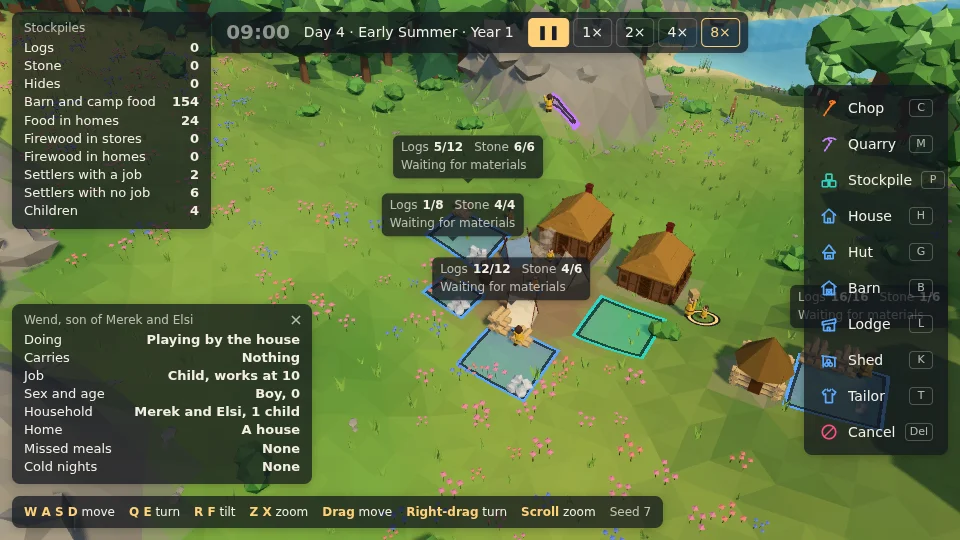 Stockpiles
Logs 0
Stone 0
Hides 0
Barn and camp food 154
Food in homes 24
Firewood in stores 0
Firewood in homes 0
Settlers with a job 2
Settlers with no job 6
Children 4
09:00 Day 4 · Early Summer · Year 1 1× 2× 4× 8×
Logs 5/12 Stone 6/6
Waiting for materials
Logs 1/8 Stone 4/4
Waiting for materials
Logs 12/12 Stone 4/6
Waiting for materials
Logs 16/16 Stone 1/6
Waiting for materials
Chop C
Quarry M
Stockpile P
House H
Hut G
Barn B
Lodge L
Shed K
Tailor T
Cancel Del
Wend, son of Merek and Elsi ×
Doing Playing by the house
Carries Nothing
Job Child, works at 10
Sex and age Boy, 0
Household Merek and Elsi, 1 child
Home A house
Missed meals None
Cold nights None
W A S D move Q E turn R F tilt Z X zoom Drag move Right-drag turn Scroll zoom Seed 7